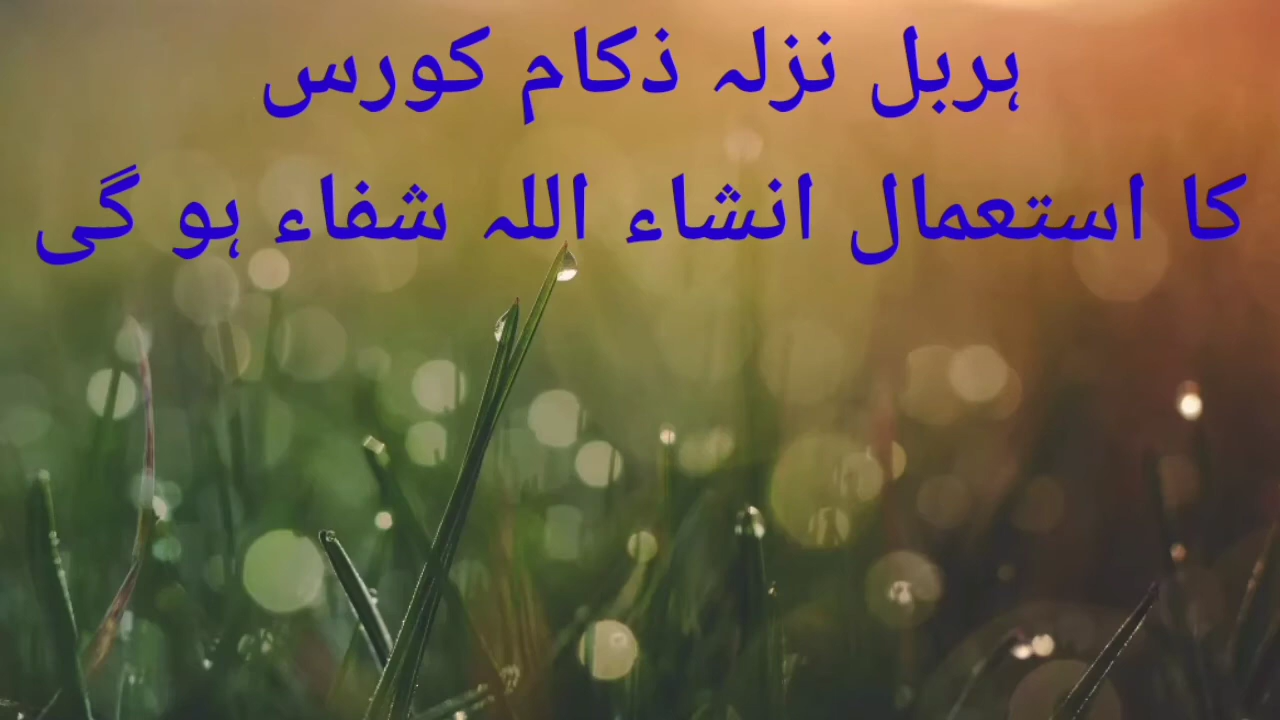 ہربل نزلہ ذکام کورس
کا استعمال انشاء اللہ شفاء ہو گی